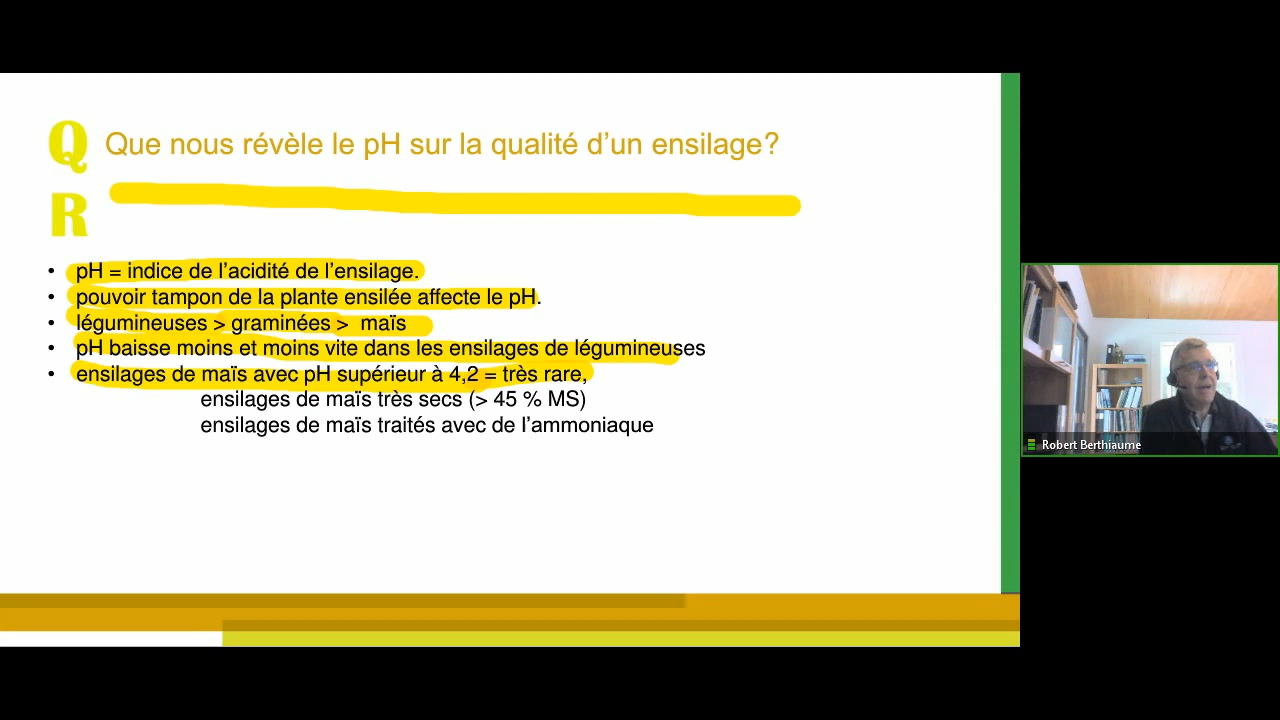 Q Que nous révèle le pH sur la qualité d'un ensilage?
R
• pH = indice de l'acidité de l'ensilage.
• pouvoir tampon de la plante ensilée affecte le pH.
• légumineuses > graminées > maïs
• pH baisse moins et moins vite dans les ensilages de légumineuses
• ensilages de maïs avec pH supérieur à 4,2 = très rare,
ensilages de maïs très secs (> 45 % MS)
ensilages de maïs traités avec de l'ammoniaque
Robert Berthiaume